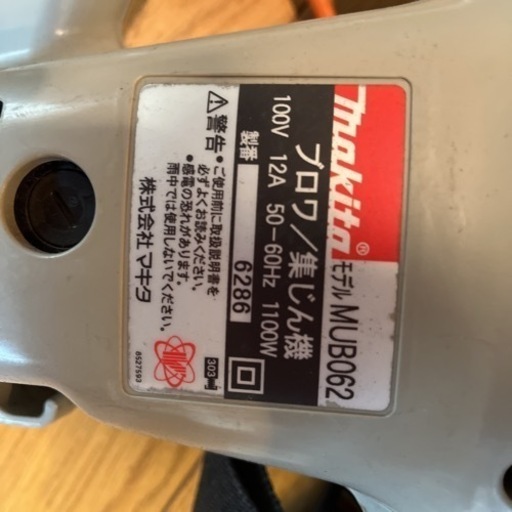 makita® モデル MUB062
ブロワ／集じん機
100V 12A 50－60Hz 1100W
製番 6286
⚠警告 ●ご使用前に取扱説明書を
必ずよくお読みください。
●感電の恐れがあります。
雨中では使用しないでください。
株式会社 マキタ
303
8527593